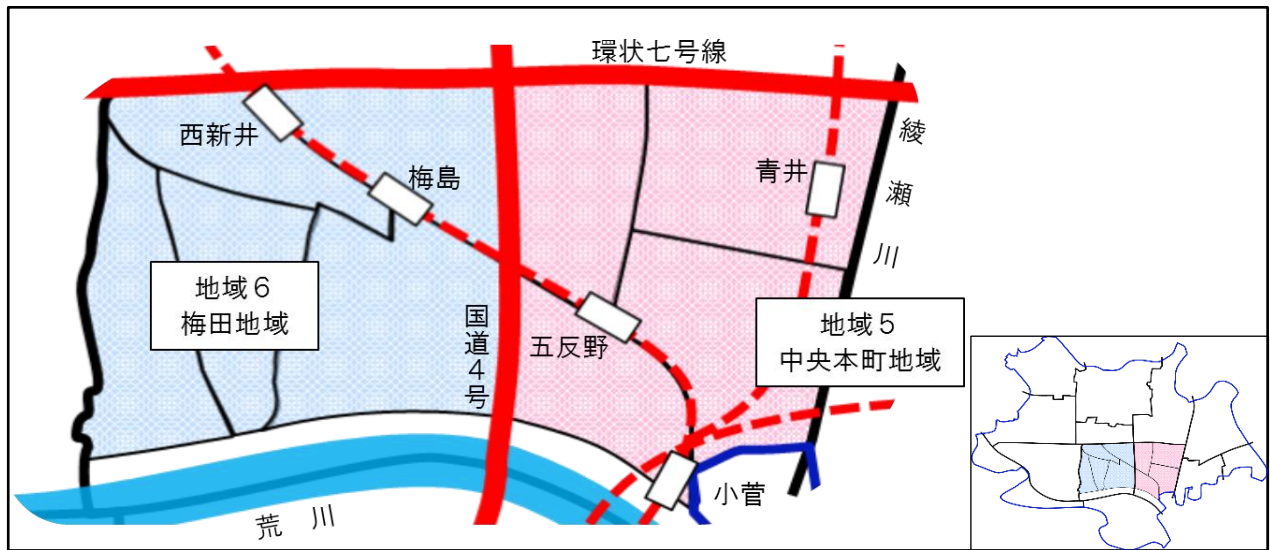 環状七号線
西新井
梅島
青井
綾瀬川
地域６
梅田地域
国道４号
五反野
地域５
中央本町地域
小菅
荒川